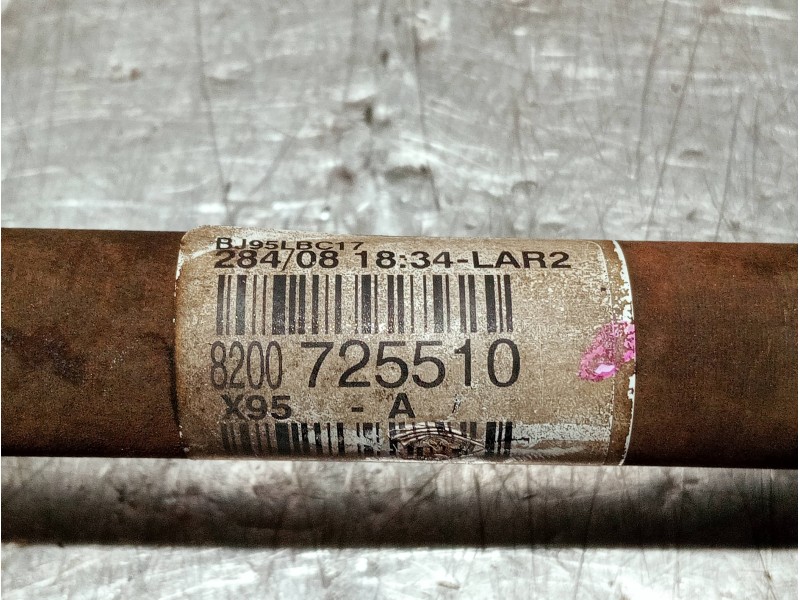 BJ95LBC17
284/08 18:34-LAR2
8200 725510
X95 - A